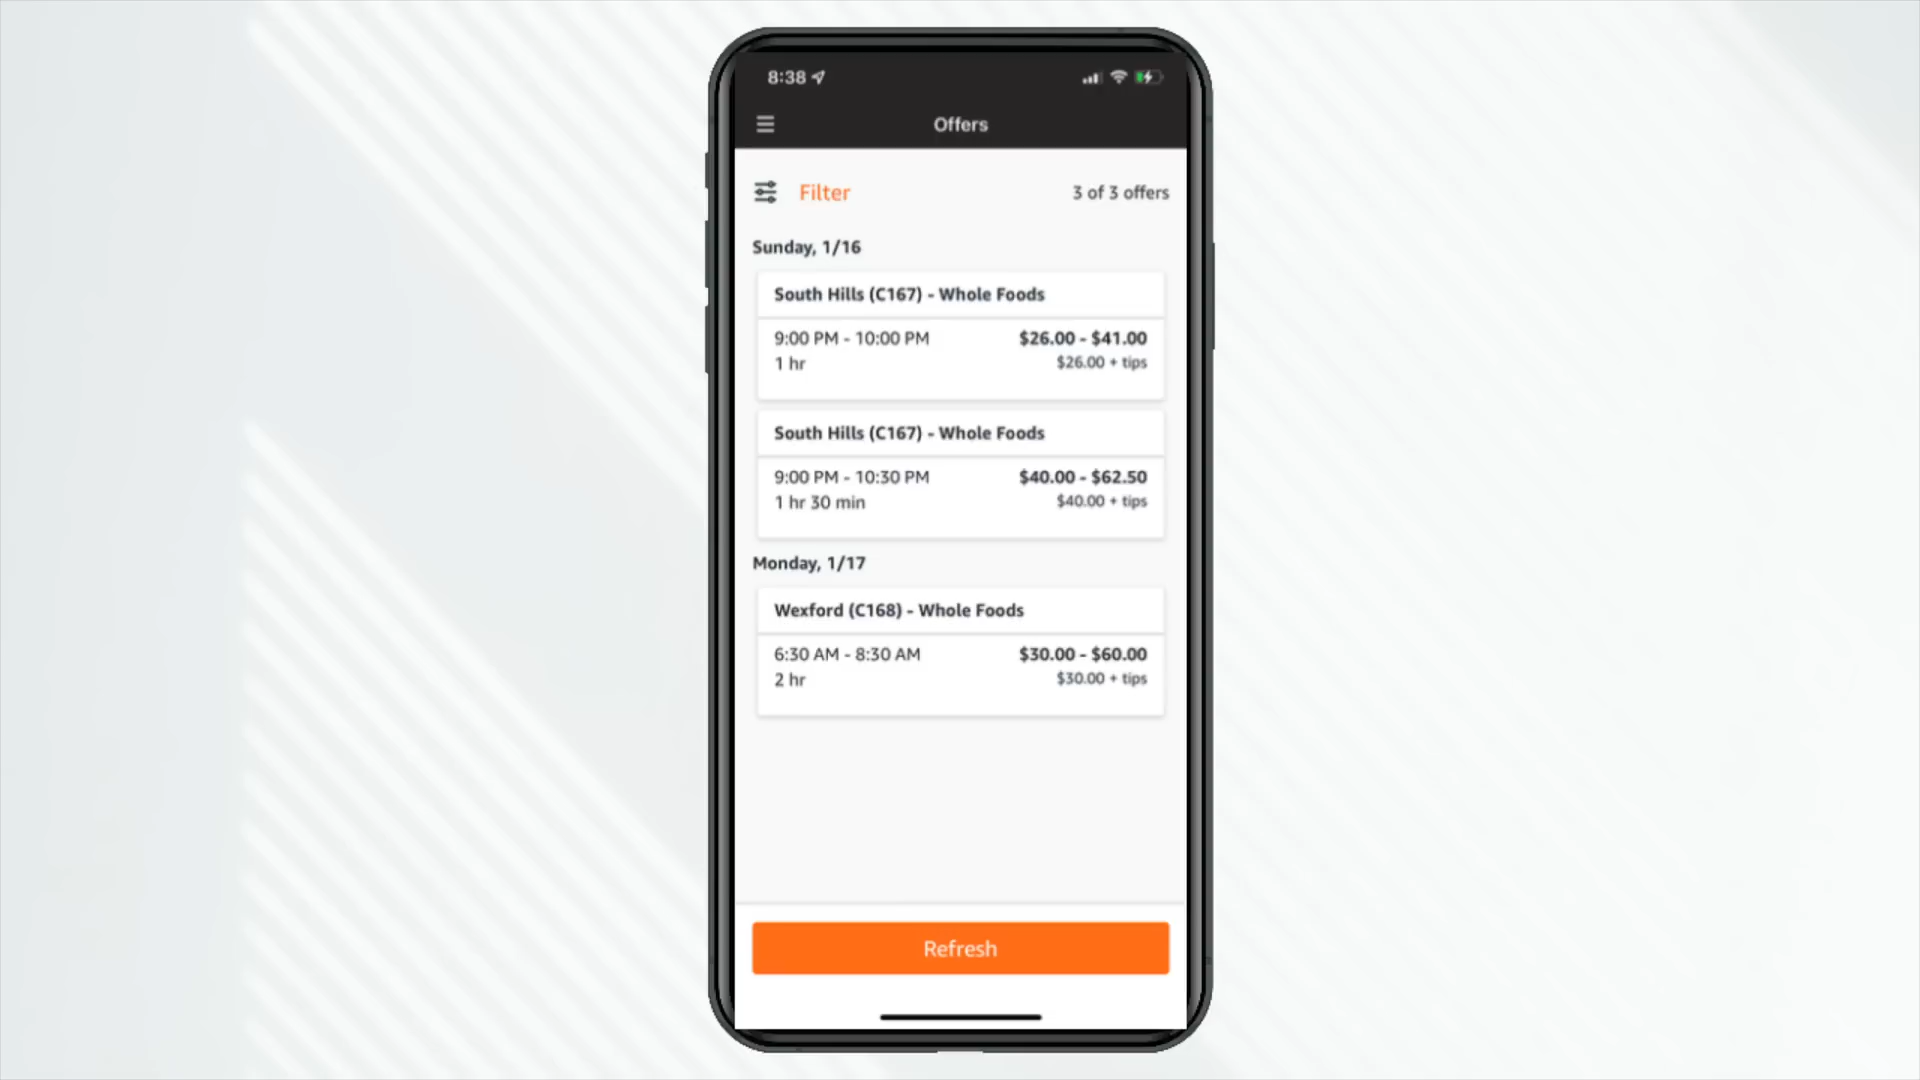 8:38
Offers
Filter
3 of 3 offers
Sunday, 1/16
South Hills (C167) - Whole Foods
9:00 PM - 10:00 PM
$26.00 - $41.00
1 hr
$26.00 + tips
South Hills (C167) - Whole Foods
9:00 PM - 10:30 PM
$40.00 - $62.50
1 hr 30 min
$40.00 + tips
Monday, 1/17
Wexford (C168) - Whole Foods
6:30 AM - 8:30 AM
$30.00 - $60.00
2 hr
$30.00 + tips
Refresh